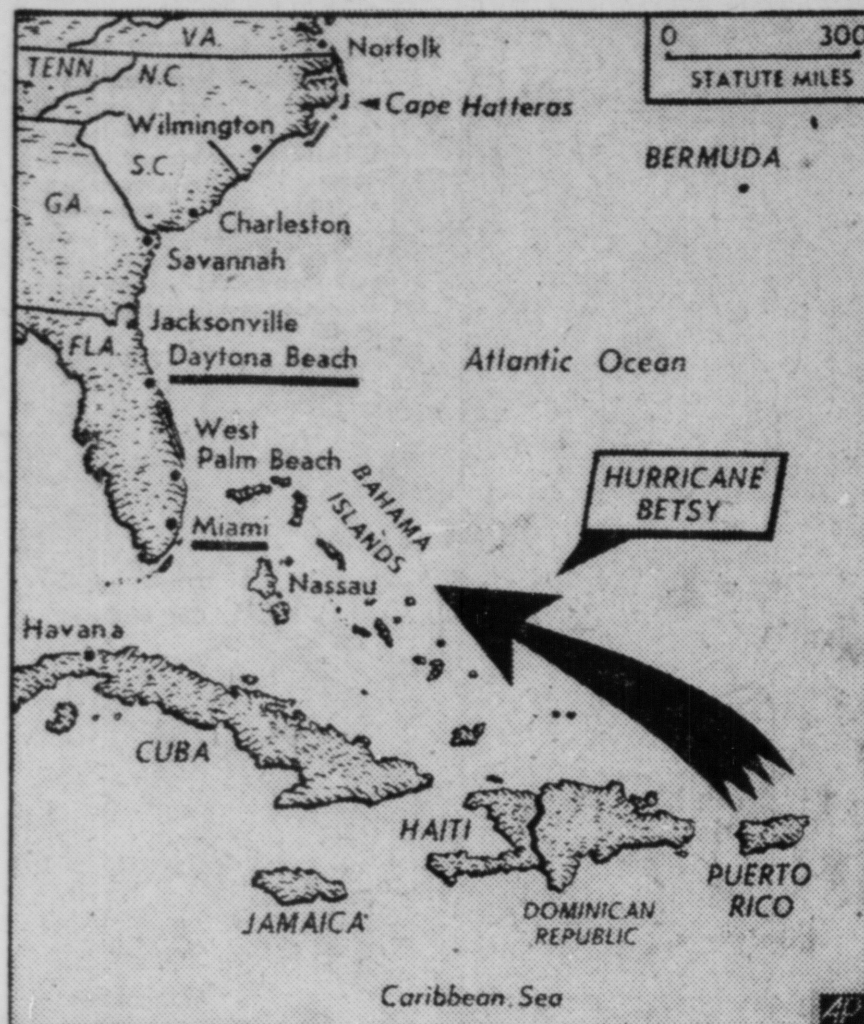 VA.
Norfolk
0 300
STATUTE MILES
TENN.
N.C.
Cape Hatteras
Wilmington
S.C.
BERMUDA
GA.
Charleston
Savannah
Jacksonville
FLA.
Daytona Beach
Atlantic Ocean
West
Palm Beach
BAHAMA
ISLANDS
HURRICANE
BETSY
Miami
Nassau
Havana
CUBA
HAITI
PUERTO
RICO
JAMAICA
DOMINICAN
REPUBLIC
Caribbean Sea
AP